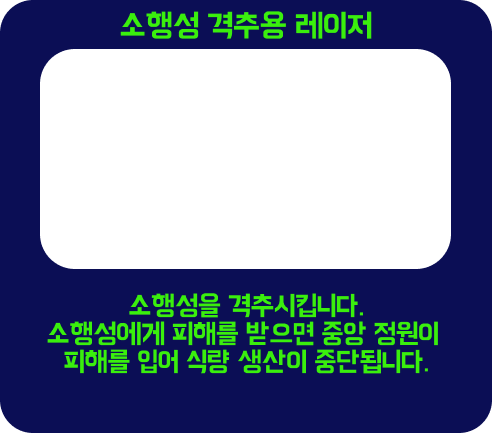 소행성 격추용 레이저
소행성을 격추시킵니다.
소행성에게 피해를 받으면 중앙 정원이
피해를 입어 식량 생산이 중단됩니다.